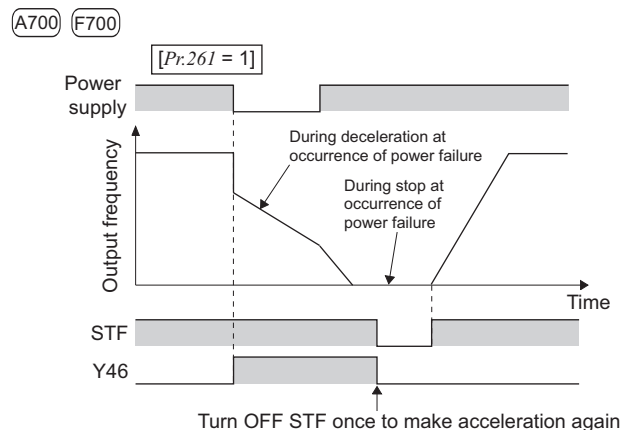 A700 F700
[Pr.261 = 1]
Power
supply
During deceleration at
occurrence of power failure
During stop at
occurrence of
power failure
Output frequency
Time
STF
Y46
Turn OFF STF once to make acceleration again